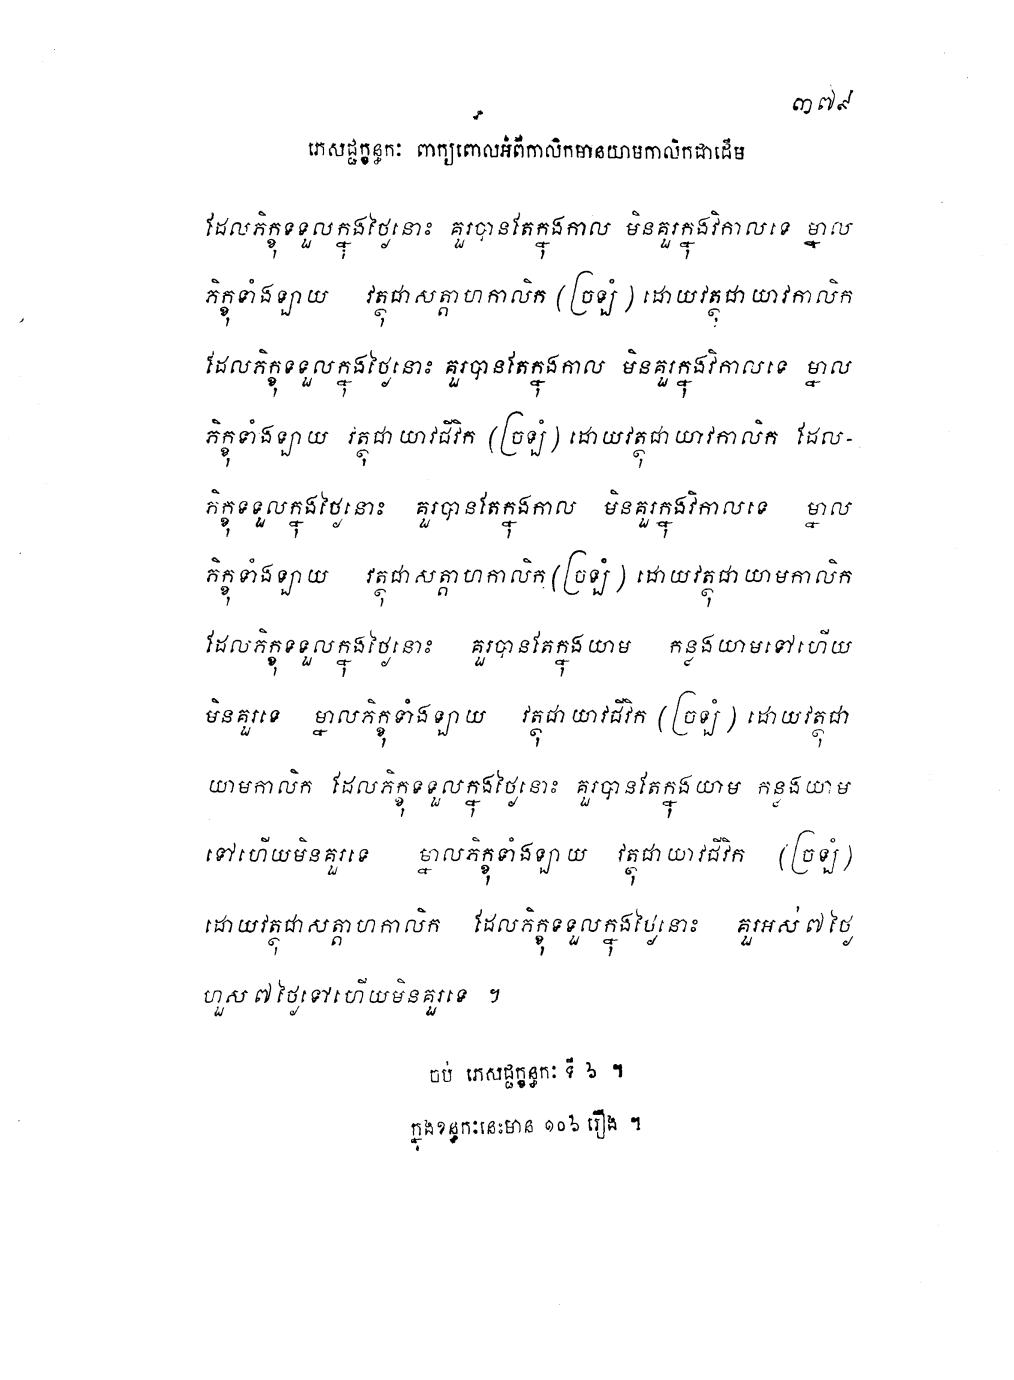 ៣៧៩
ភេសជ្ជក្ខន្ធកៈ ពាក្យពោលអំពីកាលិកមានយាមកាលិកជាដើម
ដែលភិក្ខុទទួលក្នុងថ្ងៃនោះ គួរបានតែក្នុងកាល មិនគួរក្នុងវិកាលទេ ម្នាល
ភិក្ខុទាំងឡាយ វត្ថុជាសត្តាហកាលិក (ច្រឡំ) ដោយវត្ថុជាយាវកាលិក
ដែលភិក្ខុទទួលក្នុងថ្ងៃនោះ គួរបានតែក្នុងកាល មិនគួរក្នុងវិកាលទេ ម្នាល
ភិក្ខុទាំងឡាយ វត្ថុជាយាវជីវិក (ច្រឡំ) ដោយវត្ថុជាយាវកាលិក ដែល-
ភិក្ខុទទួលក្នុងថ្ងៃនោះ គួរបានតែក្នុងកាល មិនគួរក្នុងវិកាលទេ ម្នាល
ភិក្ខុទាំងឡាយ វត្ថុជាសត្តាហកាលិក (ច្រឡំ) ដោយវត្ថុជាយាមកាលិក
ដែលភិក្ខុទទួលក្នុងថ្ងៃនោះ គួរបានតែក្នុងយាម កន្លងយាមទៅហើយ
មិនគួរទេ ម្នាលភិក្ខុទាំងឡាយ វត្ថុជាយាវជីវិក (ច្រឡំ) ដោយវត្ថុជា
យាមកាលិក ដែលភិក្ខុទទួលក្នុងថ្ងៃនោះ គួរបានតែក្នុងយាម កន្លងយាម
ទៅហើយមិនគួរទេ ម្នាលភិក្ខុទាំងឡាយ វត្ថុជាយាវជីវិក (ច្រឡំ)
ដោយវត្ថុជាសត្តាហកាលិក ដែលភិក្ខុទទួលក្នុងថ្ងៃនោះ គួរអស់ ៧ ថ្ងៃ
ហួស ៧ ថ្ងៃទៅហើយមិនគួរទេ ។
ចប់ ភេសជ្ជក្ខន្ធកៈ ទី ៦ ។
ក្នុងខន្ធកៈនេះមាន ១០៦ រឿង ។